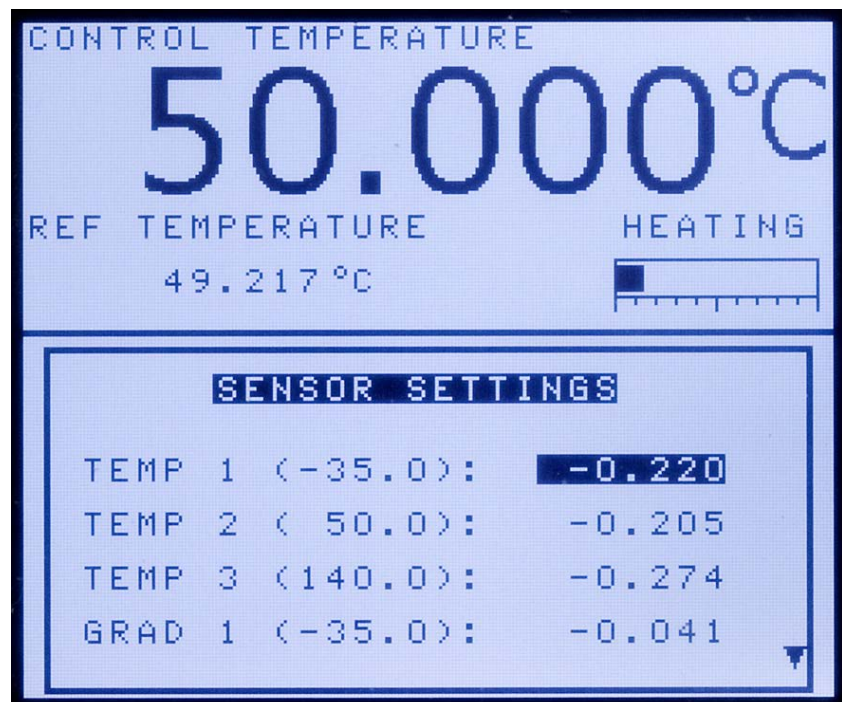 CONTROL TEMPERATURE
50.000°C
REF TEMPERATURE HEATING
49.217°C
SENSOR SETTINGS
TEMP 1 (-35.0): -0.220
TEMP 2 ( 50.0): -0.205
TEMP 3 (140.0): -0.274
GRAD 1 (-35.0): -0.041